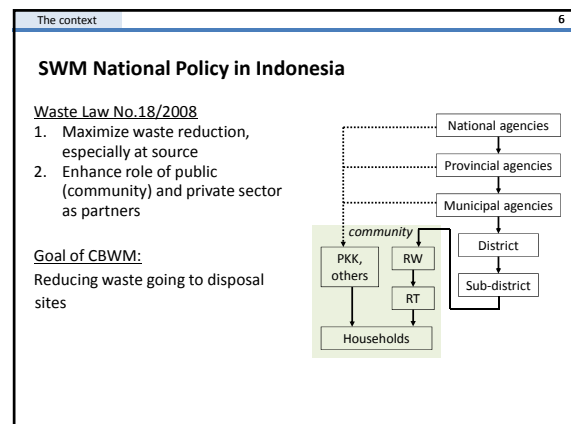 The context
6
SWM National Policy in Indonesia
Waste Law No.18/2008
1. Maximize waste reduction,
especially at source
2. Enhance role of public
(community) and private sector
as partners
Goal of CBWM:
Reducing waste going to disposal
sites
National agencies
Provincial agencies
Municipal agencies
community
District
PKK,
others
RW
Sub-district
RT
Households